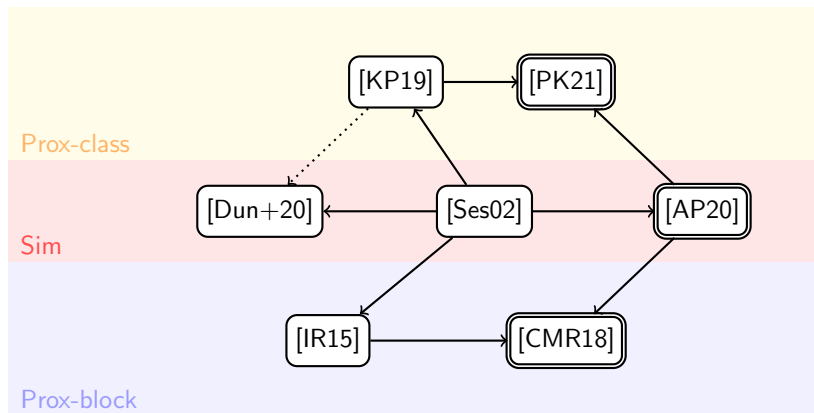 [KP19] [PK21]
Prox-class
[Dun+20] [Ses02] [AP20]
Sim
[IR15] [CMR18]
Prox-block